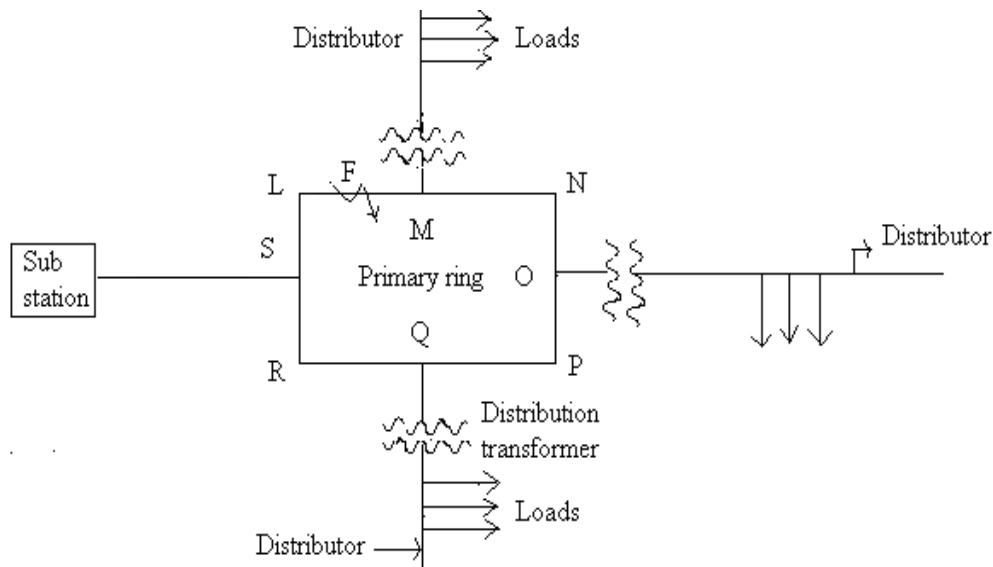 Distributor
Loads
L
F
N
M
S
Sub
station
Primary ring
O
Distributor
Q
R
P
Distribution
transformer
Loads
Distributor